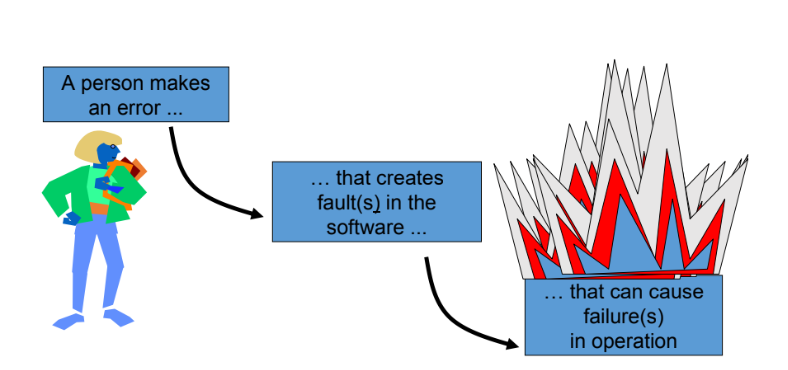 A person makes
an error ...
… that creates
fault(s) in the
software ...
… that can cause
failure(s)
in operation